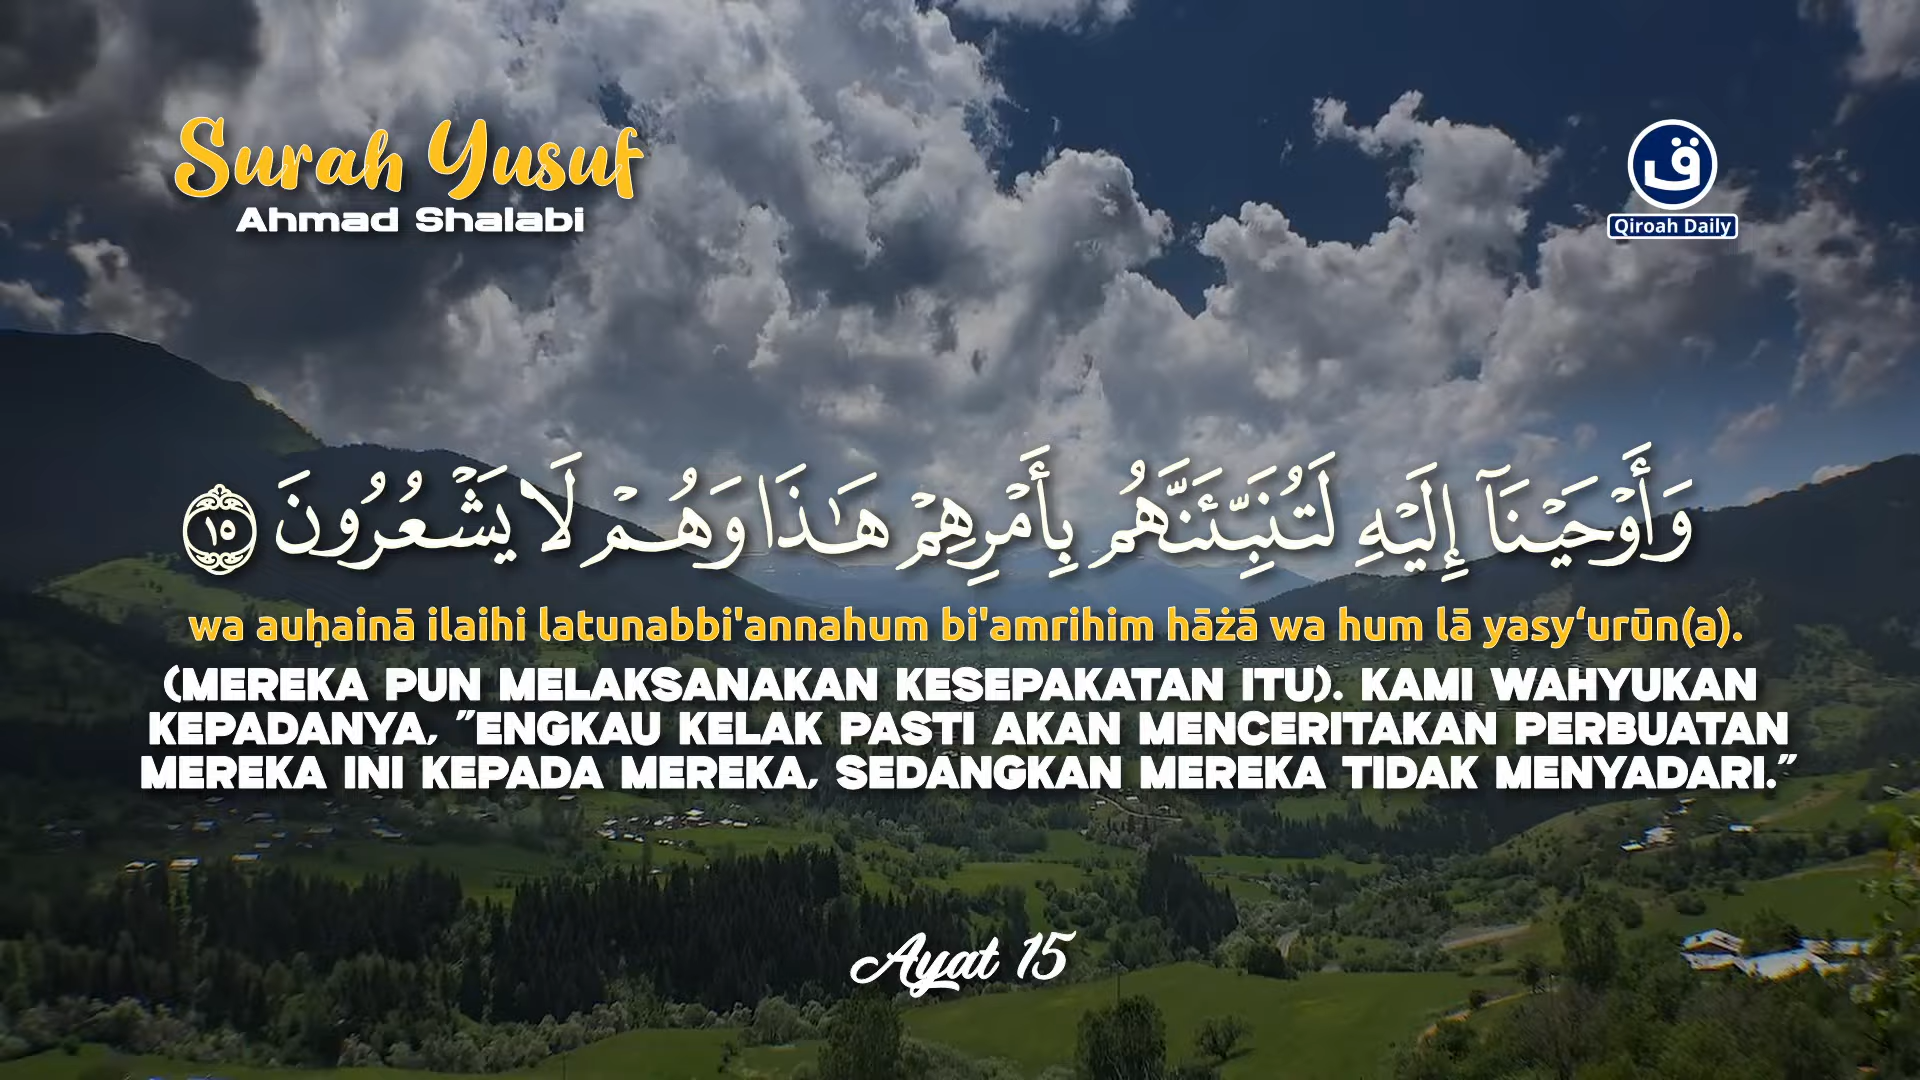 Surah Yusuf
Ahmad Shalabi
ق
Qiroah Daily
وَأَوْحَيْنَآ إِلَيْهِ لَتُنَبِّئَنَّهُم بِأَمْرِهِمْ هَـٰذَا وَهُمْ لَا يَشْعُرُونَ ١٥
wa auḥainā ilaihi latunabbi'annahum bi'amrihim hāżā wa hum lā yasy‘urūn(a).
(MEREKA PUN MELAKSANAKAN KESEPAKATAN ITU). KAMI WAHYUKAN
KEPADANYA, "ENGKAU KELAK PASTI AKAN MENCERITAKAN PERBUATAN
MEREKA INI KEPADA MEREKA, SEDANGKAN MEREKA TIDAK MENYADARI."
Ayat 15